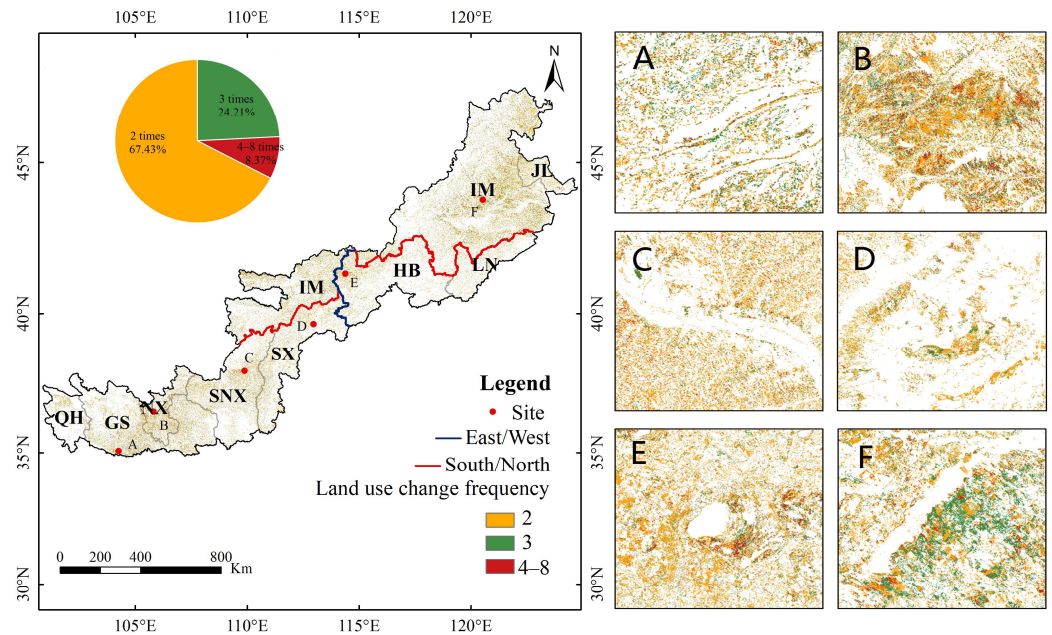 105°E 110°E 115°E 120°E
N
3 times
24.21%
2 times
67.43%
4–8 times
8.37%
45°N
40°N
35°N
30°N
JL
IM
F
HB
LN
E
IM
D
SX
C
SNX
NX
B
QH
GS
A
Legend
Site
East/West
South/North
Land use change frequency
2
3
4–8
0 200 400 800
Km
105°E 110°E 115°E 120°E
45°N
40°N
35°N
30°N
A
B
C
D
E
F